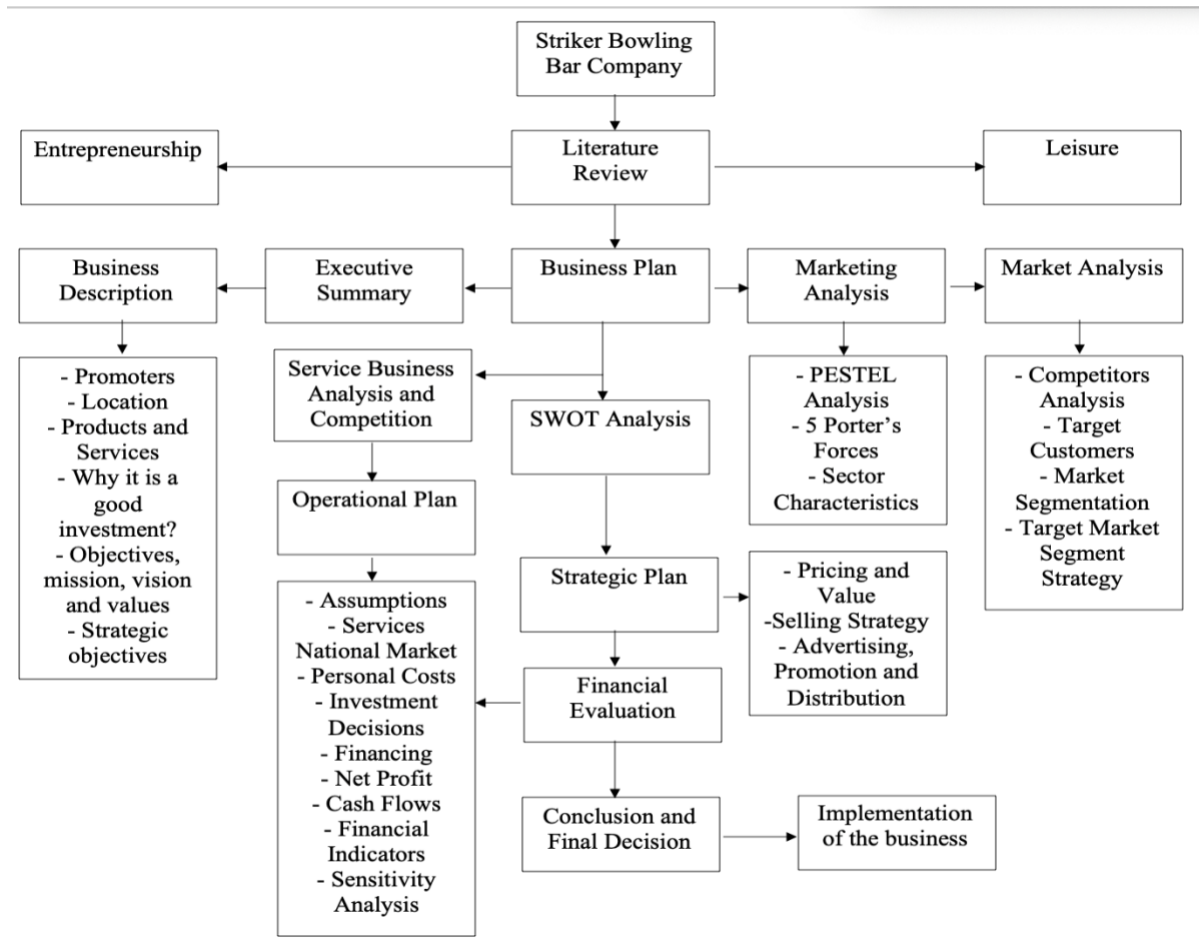 Striker Bowling
Bar Company
Entrepreneurship
Literature
Review
Leisure
Business
Description
Executive
Summary
Business Plan
Marketing
Analysis
Market Analysis
- Promoters
- Location
- Products and
Services
- Why it is a
good
investment?
- Objectives,
mission, vision
and values
- Strategic
objectives
Service Business
Analysis and
Competition
SWOT Analysis
- PESTEL
Analysis
- 5 Porter's
Forces
- Sector
Characteristics
- Competitors
Analysis
- Target
Customers
- Market
Segmentation
- Target Market
Segment
Strategy
Operational Plan
Strategic Plan
- Pricing and
Value
-Selling Strategy
- Advertising,
Promotion and
Distribution
- Assumptions
- Services
National Market
- Personal Costs
- Investment
Decisions
- Financing
- Net Profit
- Cash Flows
- Financial
Indicators
- Sensitivity
Analysis
Financial
Evaluation
Conclusion and
Final Decision
Implementation
of the business